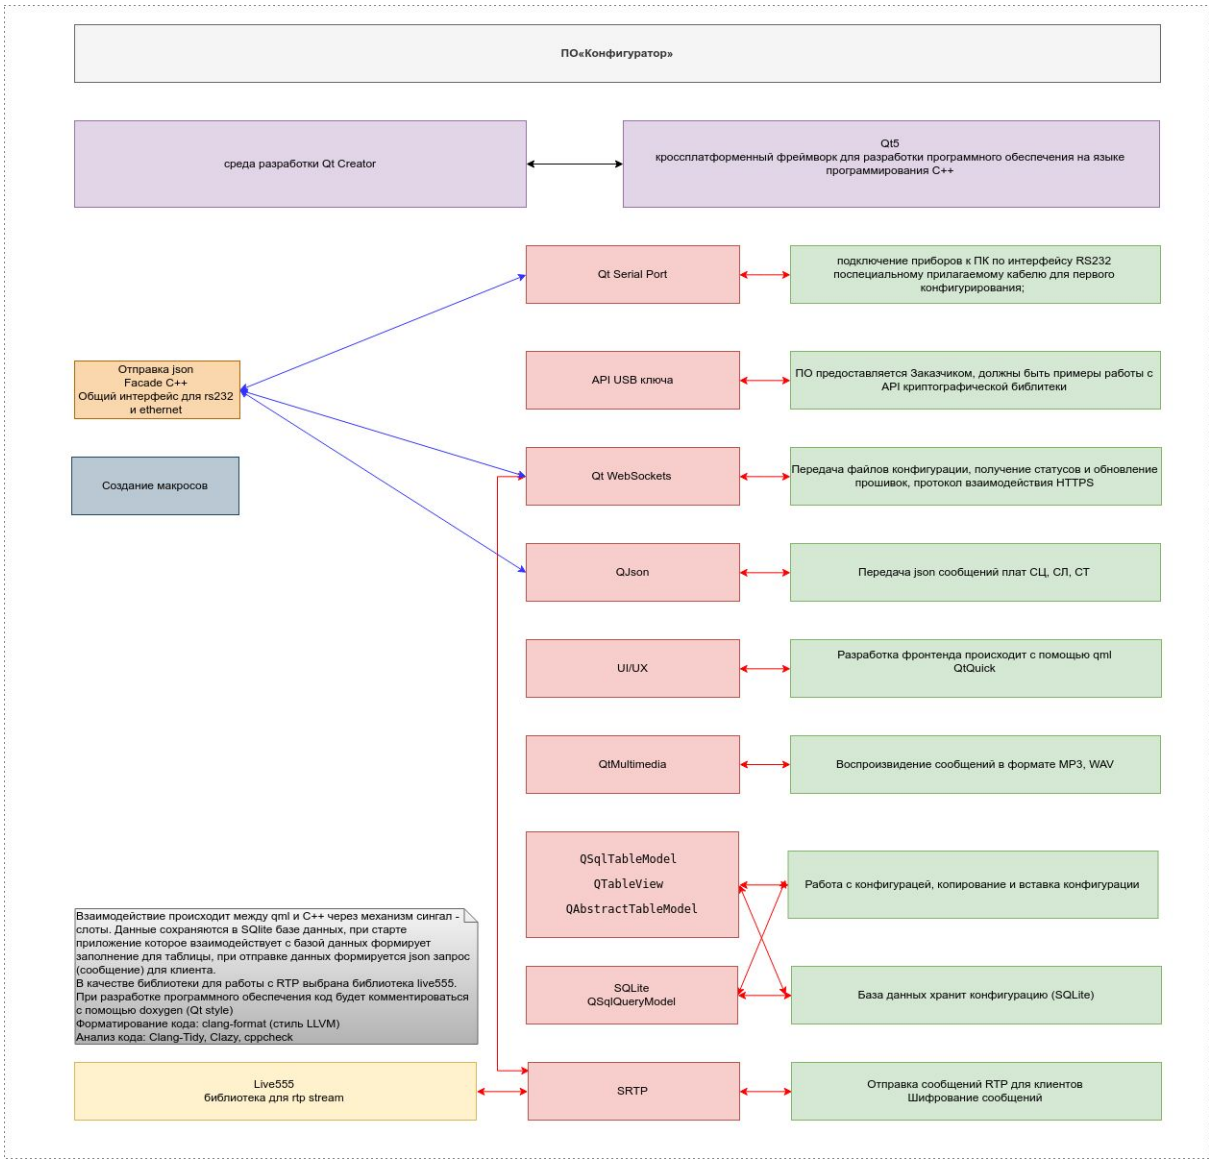 ПО«Конфигуратор»
среда разработки Qt Creator
Qt5
кроссплатформенный фреймворк для разработки программного обеспечения на языке
программирования C++
Qt Serial Port
подключение приборов к ПК по интерфейсу RS232
поспециальному прилагаемому кабелю для первого
конфигурирования;
Отправка json
Facade C++
Общий интерфейс для rs232
и ethernet
API USB ключа
ПО предоставляется Заказчиком, должны быть примеры работы с
API криптографической библитеки
Создание макросов
Qt WebSockets
Передача файлов конфигурации, получение статусов и обновление
прошивок, протокол взаимодействия HTTPS
QJson
Передача json сообщений плат СЦ, СЛ, СТ
UI/UX
Разработка фронтенда происходит с помощью qml
QtQuick
QtMultimedia
Воспроизвидение сообщений в формате MP3, WAV
QSqlTableModel
QTableView
QAbstractTableModel
Работа с конфигурацей, копирование и вставка конфигурации
Взаимодействие происходит между qml и C++ через механизм сингал -
слоты. Данные сохраняются в SQlite базе данных, при старте
приложение которое взаимодействует с базой данных формирует
заполнение для таблицы, при отправке данных формируется json запрос
(сообщение) для клиента.
В качестве библиотеки для работы с RTP выбрана библиотека live555.
При разработке программного обеспечения код будет комментироваться
с помощью doxygen (Qt style)
Форматирование кода: clang-format (стиль LLVM)
Анализ кода: Clang-Tidy, Clazy, cppcheck
SQLite
QSqlQueryModel
База данных хранит конфигурацию (SQLite)
Live555
библиотека для rtp stream
SRTP
Отправка сообщений RTP для клиентов
Шифрование сообщений